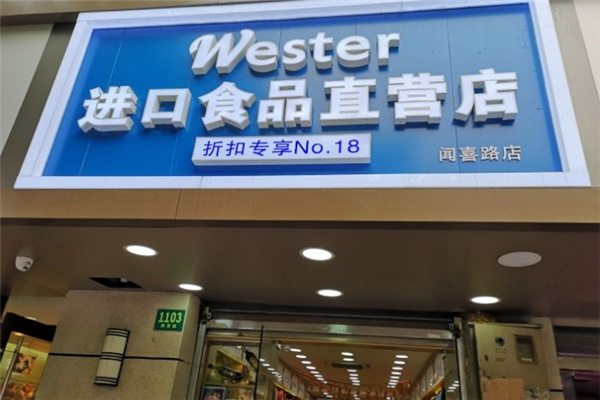 Wester
进口食品直营店
折扣专享No.18
闻喜路店
1103